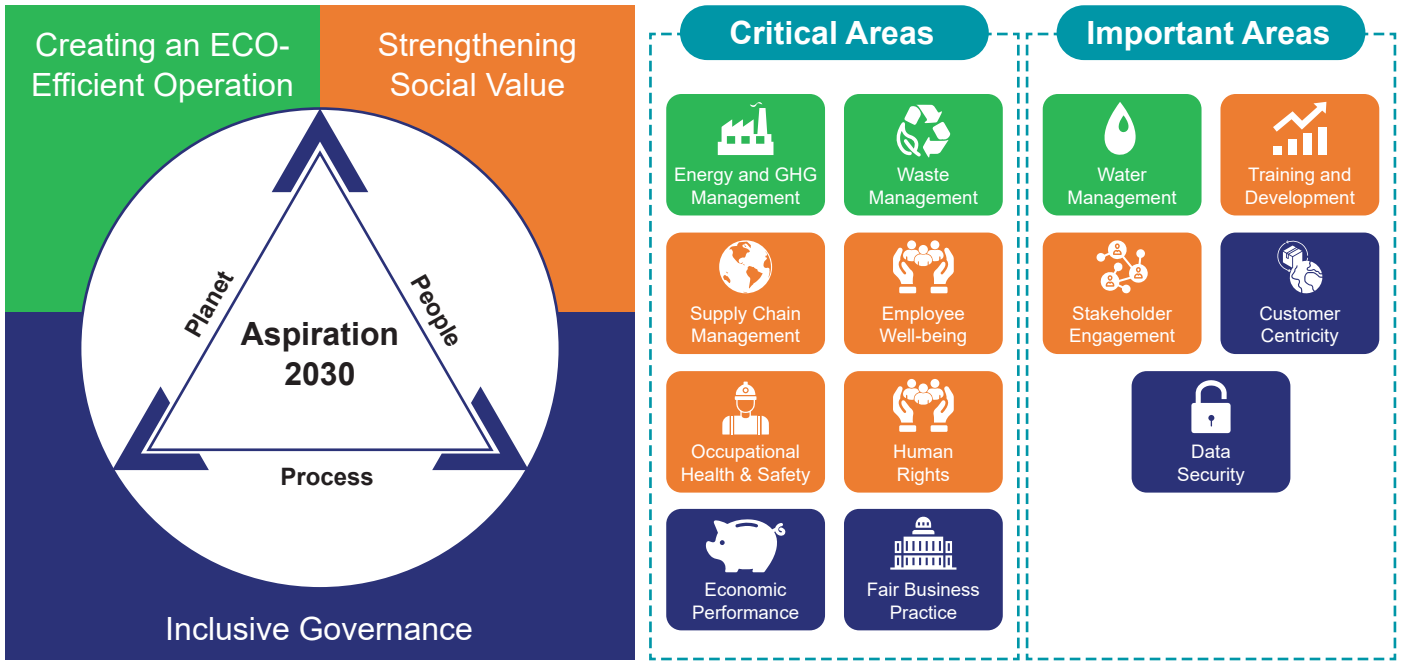 Creating an ECO-
Efficient Operation
Strengthening
Social Value
Planet
People
Aspiration
2030
Process
Inclusive Governance
Critical Areas
Energy and GHG
Management
Waste
Management
Supply Chain
Management
Employee
Well-being
Occupational
Health & Safety
Human
Rights
Economic
Performance
Fair Business
Practice
Important Areas
Water
Management
Training and
Development
Stakeholder
Engagement
Customer
Centricity
Data
Security